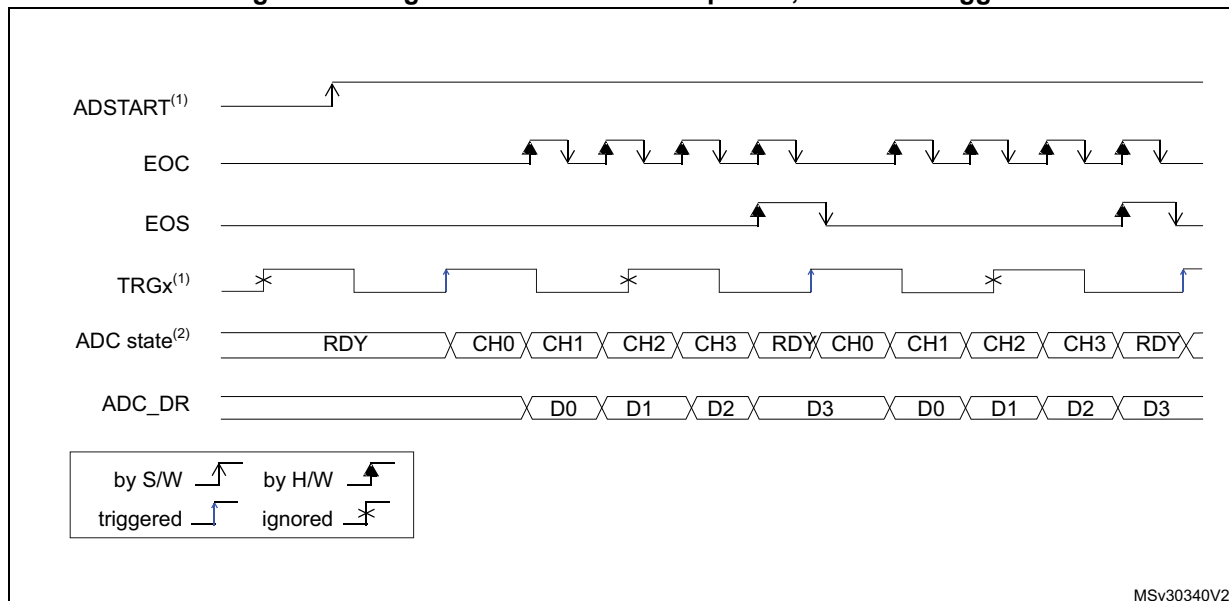 ADSTART(1)
EOC
EOS
TRGx(1)
ADC state(2) RDY CH0 CH1 CH2 CH3 RDY CH0 CH1 CH2 CH3 RDY
ADC_DR D0 D1 D2 D3 D0 D1 D2 D3
by S/W by H/W
triggered ignored
MSv30340V2